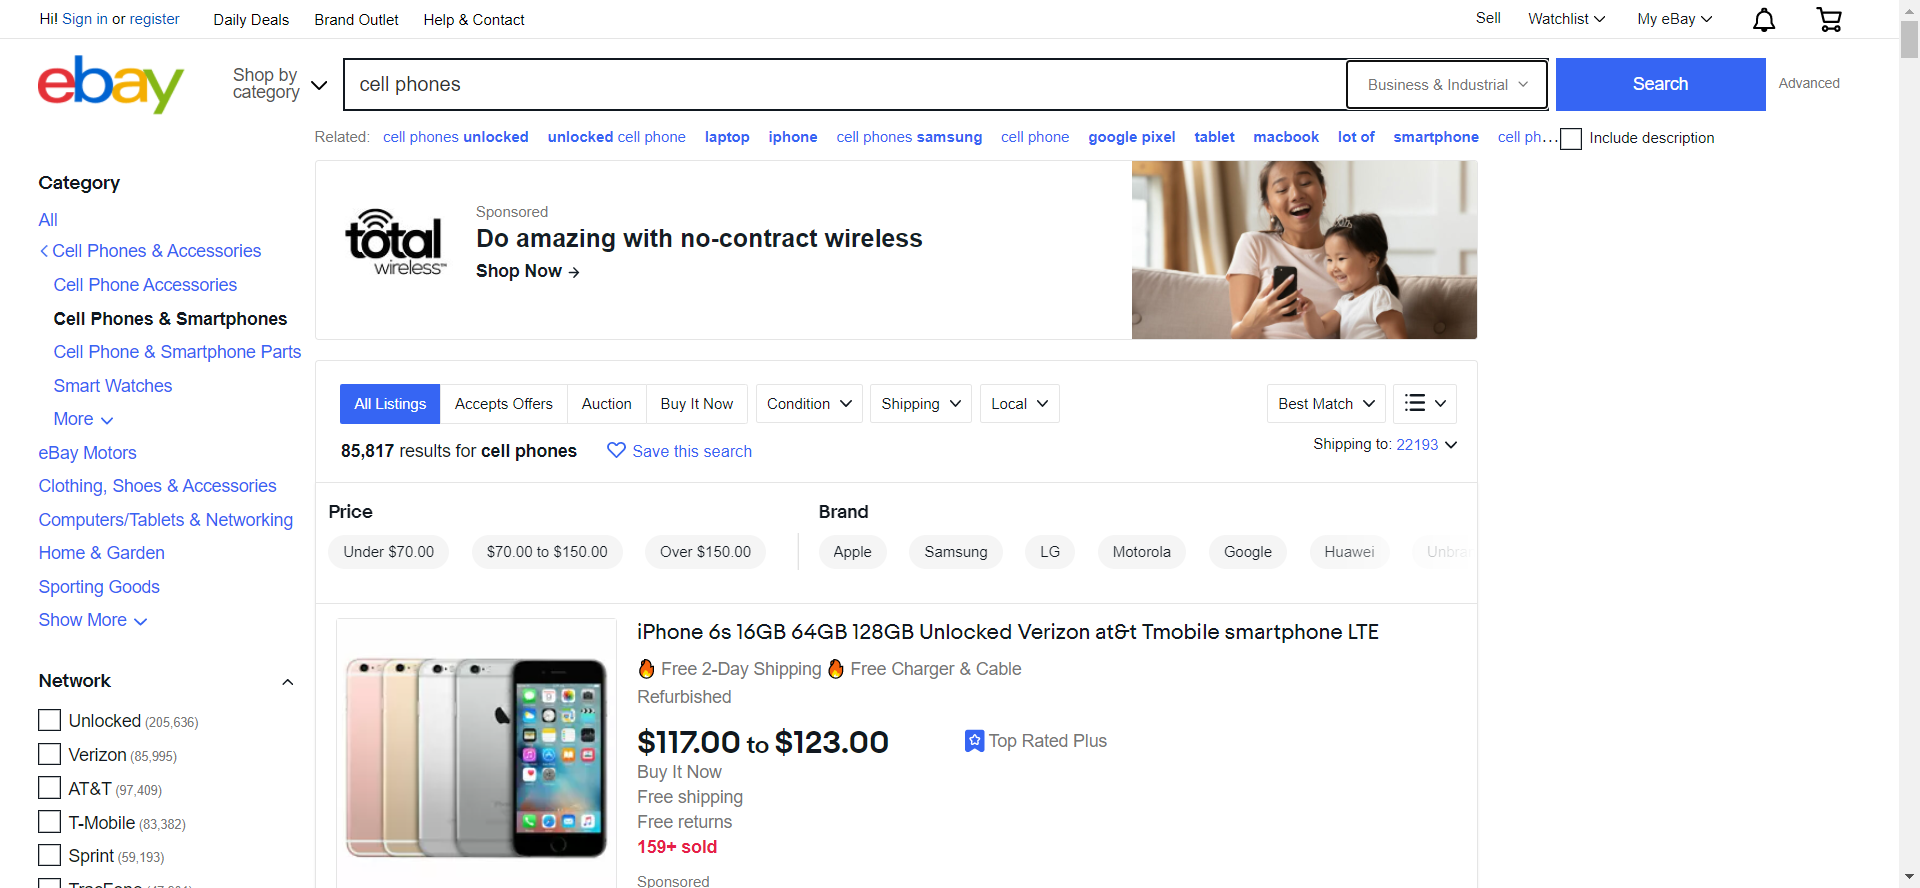 Hi! Sign in or register Daily Deals Brand Outlet Help & Contact Sell Watchlist My eBay
ebay Shop by category cell phones Business & Industrial Search Advanced
Related: cell phones unlocked unlocked cell phone laptop iphone cell phones samsung cell phone google pixel tablet macbook lot of smartphone cell ph... Include description
Category
All
Cell Phones & Accessories
Cell Phone Accessories
Cell Phones & Smartphones
Cell Phone & Smartphone Parts
Smart Watches
More
eBay Motors
Clothing, Shoes & Accessories
Computers/Tablets & Networking
Home & Garden
Sporting Goods
Show More
Network
Unlocked (205,636)
Verizon (85,995)
AT&T (97,409)
T-Mobile (83,382)
Sprint (59,193)
total wireless
Sponsored
Do amazing with no-contract wireless
Shop Now →
All Listings Accepts Offers Auction Buy It Now Condition Shipping Local Best Match
85,817 results for cell phones Save this search Shipping to: 22193
Price Brand
Under $70.00 $70.00 to $150.00 Over $150.00 Apple Samsung LG Motorola Google Huawei
iPhone 6s 16GB 64GB 128GB Unlocked Verizon at&t Tmobile smartphone LTE
🔥 Free 2-Day Shipping 🔥 Free Charger & Cable
Refurbished
$117.00 to $123.00 Top Rated Plus
Buy It Now
Free shipping
Free returns
159+ sold
Sponsored